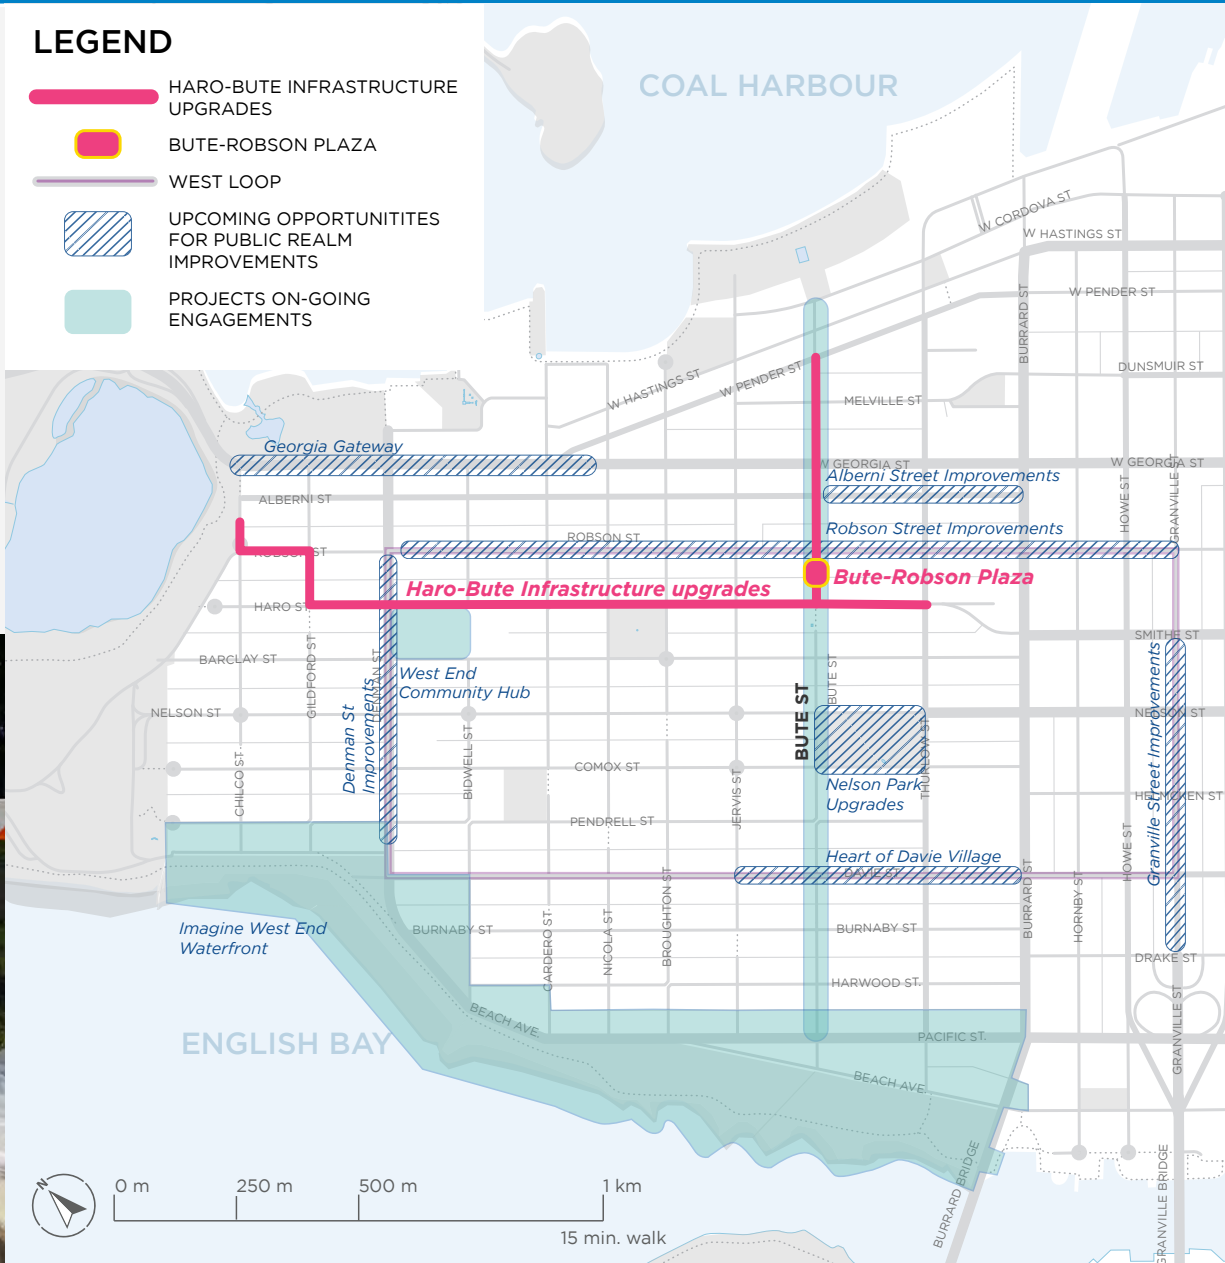 LEGEND
HARO-BUTE INFRASTRUCTURE
UPGRADES
BUTE-ROBSON PLAZA
WEST LOOP
UPCOMING OPPORTUNITITES
FOR PUBLIC REALM
IMPROVEMENTS
PROJECTS ON-GOING
ENGAGEMENTS
COAL HARBOUR
W CORDOVA ST
W HASTINGS ST
W PENDER ST
BURRARD ST
DUNSMUIR ST
W HASTINGS ST
W PENDER ST
MELVILLE ST
Georgia Gateway
W GEORGIA ST
W GEORGIA ST
Alberni Street Improvements
ALBERNI ST
HOWE ST
GRANVILLE ST
Robson Street Improvements
ROBSON ST
ROBSON ST
Bute-Robson Plaza
Haro-Bute Infrastructure upgrades
HARO ST
SMITHE ST
BARCLAY ST
GILDFORD ST
DENMAN ST
West End
Community Hub
BUTE ST
BUTE ST
NELSON ST
NELSON ST
Denman St
Improvements
Granville Street Improvements
CHILCO ST
BIDWELL ST
COMOX ST
JERVIS ST
THURLOW ST
Nelson Park
Upgrades
HELMCKEN ST
PENDRELL ST
Heart of Davie Village
DAVIE ST
HOWE ST
BURRARD ST
HORNBY ST
Imagine West End
Waterfront
BURNABY ST
CARDERO ST
NICOLA ST
BROUGHTON ST
BURNABY ST
DRAKE ST
HARWOOD ST.
BEACH AVE.
PACIFIC ST.
GRANVILLE ST
ENGLISH BAY
BEACH AVE.
BURRARD BRIDGE
GRANVILLE BRIDGE
N
0 m
250 m
500 m
1 km
15 min. walk